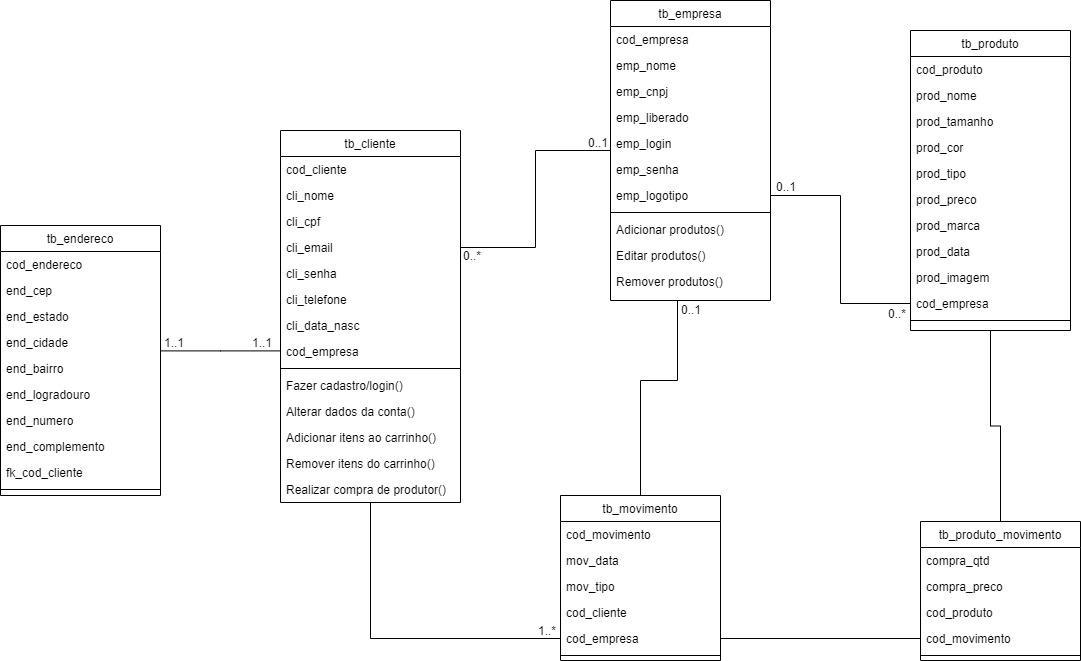 tb_empresa
cod_empresa
emp_nome
emp_cnpj
emp_liberado
emp_login
emp_senha
emp_logotipo
Adicionar produtos()
Editar produtos()
Remover produtos()
tb_produto
cod_produto
prod_nome
prod_tamanho
prod_cor
prod_tipo
prod_preco
prod_marca
prod_data
prod_imagem
cod_empresa
tb_cliente
cod_cliente
cli_nome
cli_cpf
cli_email
cli_senha
cli_telefone
cli_data_nasc
cod_empresa
Fazer cadastro/login()
Alterar dados da conta()
Adicionar itens ao carrinho()
Remover itens do carrinho()
Realizar compra de produtor()
tb_endereco
cod_endereco
end_cep
end_estado
end_cidade
end_bairro
end_logradouro
end_numero
end_complemento
fk_cod_cliente
1..1
1..1
0..*
0..1
0..1
0..*
0..1
1..*
tb_movimento
cod_movimento
mov_data
mov_tipo
cod_cliente
cod_empresa
tb_produto_movimento
compra_qtd
compra_preco
cod_produto
cod_movimento